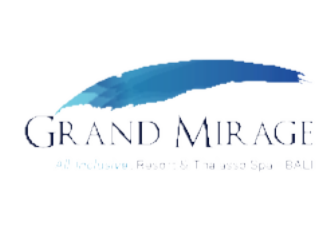 GRAND MIRAGE
All Inclusive. Resort & Thalasso Spa | BALI